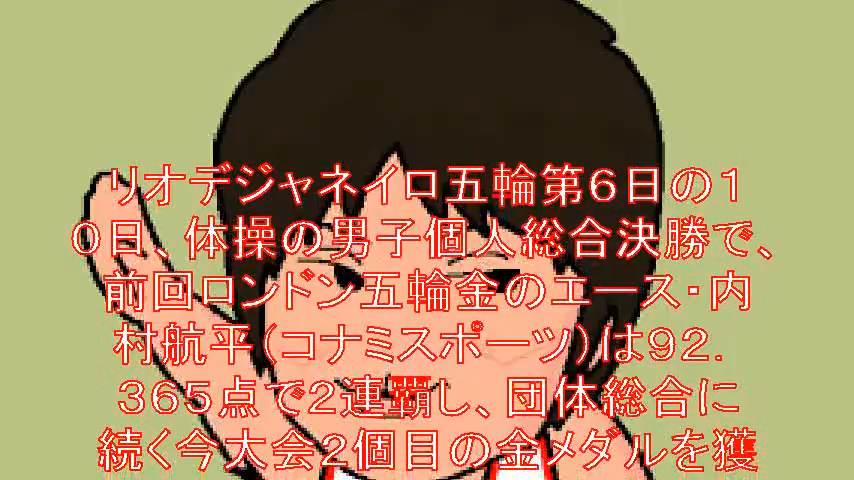 リオデジャネイロ五輪第６日の１
０日、体操の男子個人総合決勝で、
前回ロンドン五輪金のエース・内
村航平（コナミスポーツ）は９２．
３６５点で２連覇し、団体総合に
続く今大会２個目の金メダルを獲